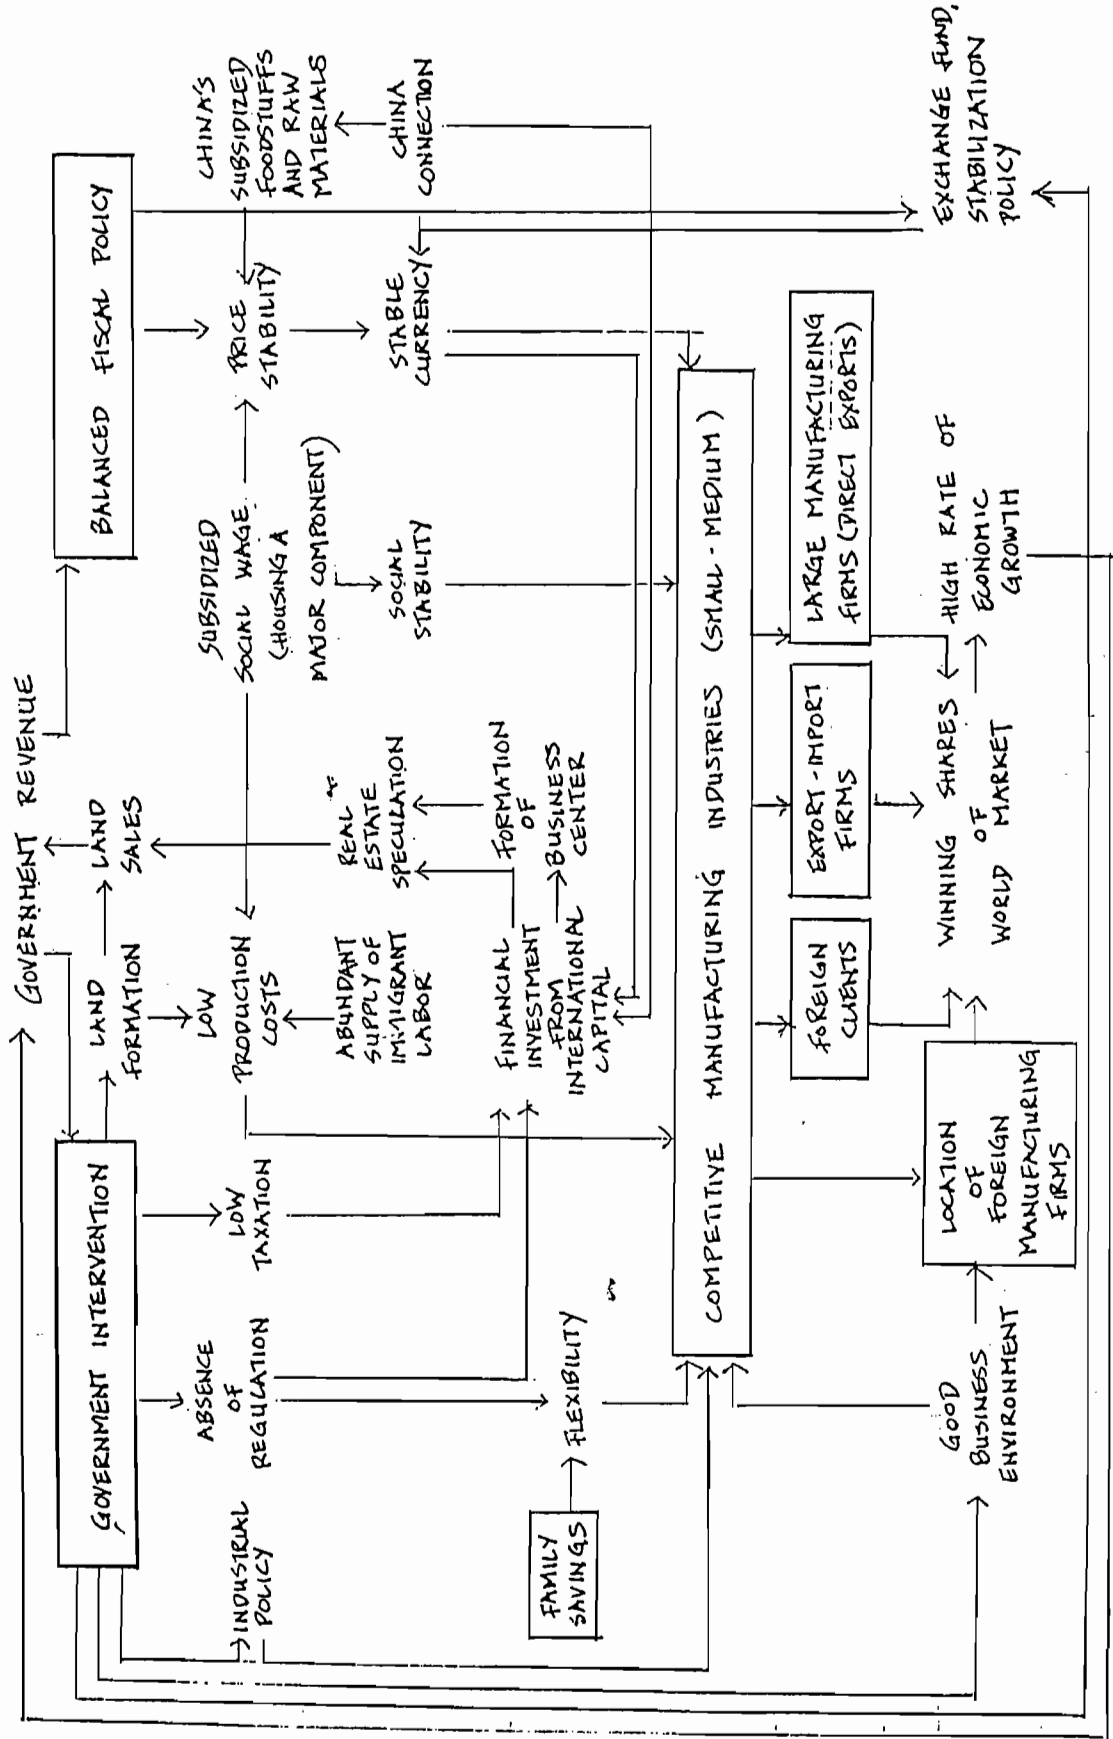 GOVERNMENT REVENUE
GOVERNMENT INTERVENTION
BALANCED FISCAL POLICY
LAND
FORMATION
LAND
SALES
INDUSTRIAL
POLICY
ABSENCE
OF
REGULATION
LOW
TAXATION
LOW
PRODUCTION
COSTS
SUBSIDIZED
SOCIAL WAGE
(HOUSING A
MAJOR COMPONENT)
PRICE
STABILITY
CHINA'S
SUBSIDIZED
FOODSTUFFS
AND RAW
MATERIALS
ABUNDANT
SUPPLY OF
IMMIGRANT
LABOR
REAL
ESTATE
SPECULATION
SOCIAL
STABILITY
STABLE
CURRENCY
CHINA
CONNECTION
FAMILY
SAVINGS
FLEXIBILITY
FINANCIAL
INVESTMENT
FROM
INTERNATIONAL
CAPITAL
FORMATION
OF
BUSINESS
CENTER
COMPETITIVE MANUFACTURING INDUSTRIES (SMALL-MEDIUM)
FOREIGN
CLIENTS
EXPORT-IMPORT
FIRMS
LARGE MANUFACTURING
FIRMS (DIRECT EXPORTS)
GOOD
BUSINESS
ENVIRONMENT
LOCATION
OF
FOREIGN
MANUFACTURING
FIRMS
WINNING SHARES
OF
WORLD MARKET
HIGH RATE OF
ECONOMIC
GROWTH
EXCHANGE FUND,
STABILIZATION
POLICY